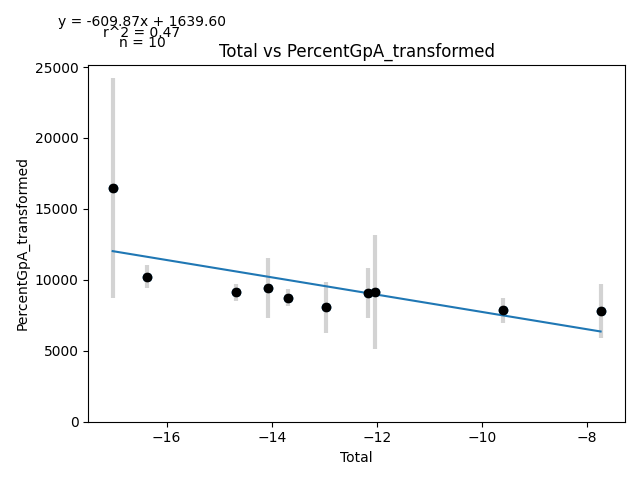 y = -609.87x + 1639.60
r^2 = 0.47
n = 10
Total vs PercentGpA_transformed
PercentGpA_transformed
25000
20000
15000
10000
5000
0
−16
−14
−12
−10
−8
Total